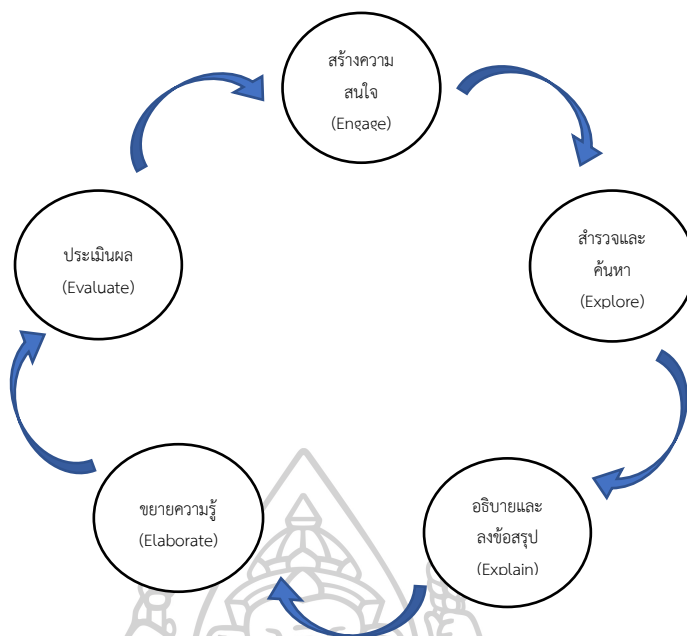 สร้างความ
สนใจ
(Engage)
สำรวจและ
ค้นหา
(Explore)
อธิบายและ
ลงข้อสรุป
(Explain)
ขยายความรู้
(Elaborate)
ประเมินผล
(Evaluate)